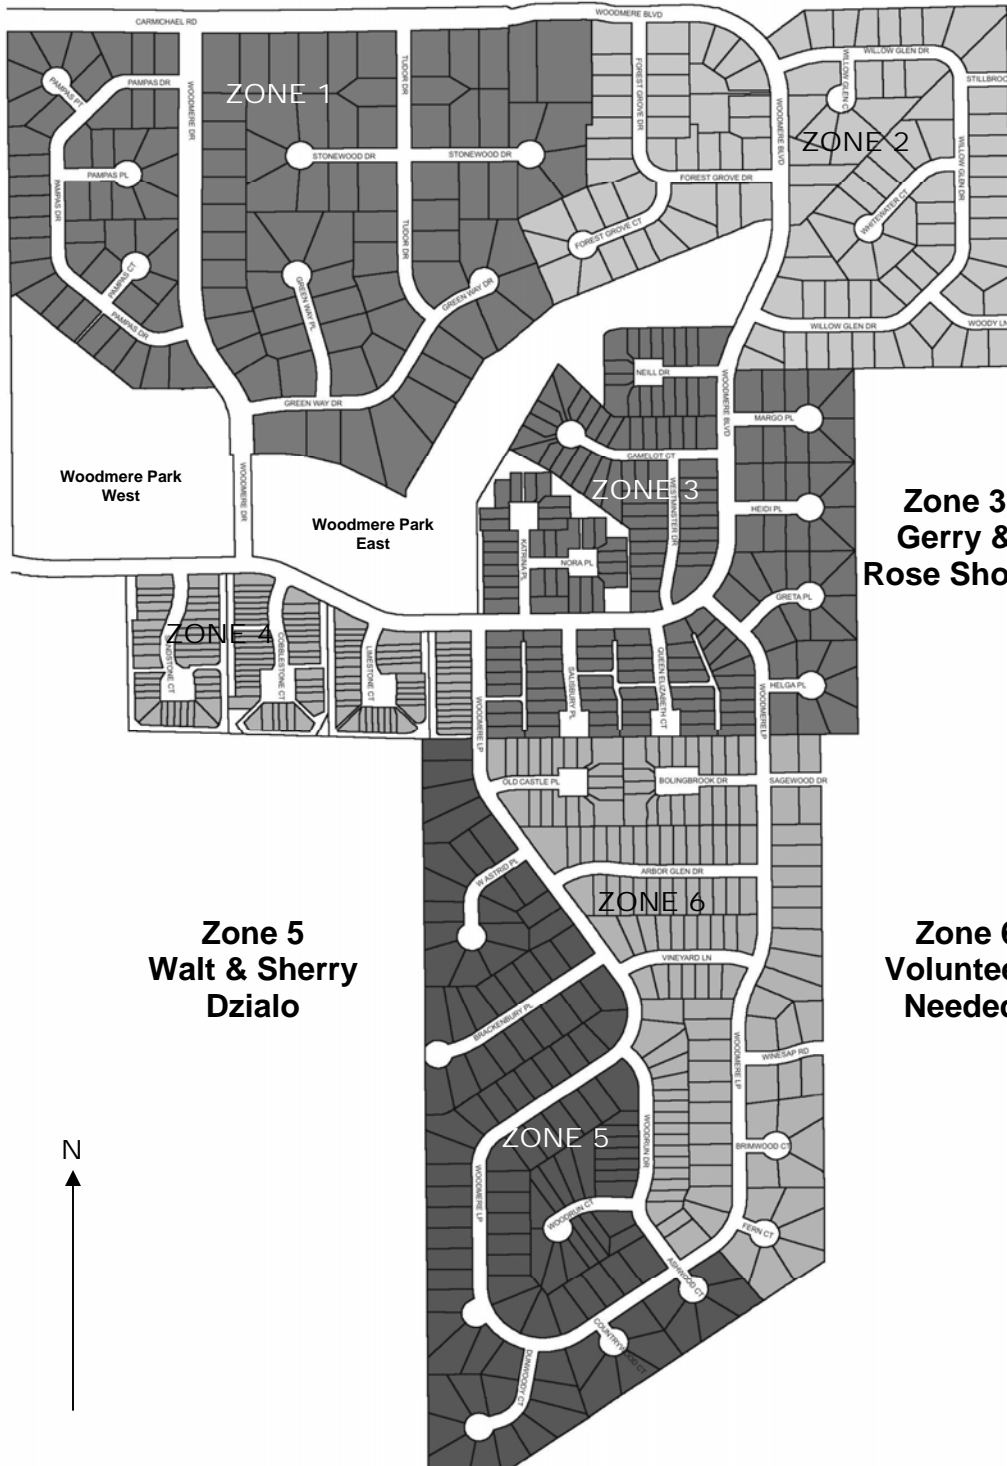 CARMICHAEL RD
WOODMERE BLVD
PAMPAS PT
PAMPAS DR
WOODMERE DR
ZONE 1
TUDOR DR
FOREST GROVE DR
WOODMERE BLVD
WILLOW GLEN DR
WILLOW GLEN C
ZONE 2
STONEWOOD DR
STONEWOOD DR
PAMPAS PL
PAMPAS DR
FOREST GROVE DR
WILLOW GLEN DR
WHITEWATER CT
TUDOR DR
FOREST GROVE CT
PAMPAS CT
PAMPAS DR
GREEN WAY PL
GREEN WAY DR
WILLOW GLEN DR
WOODY LN
NEILL DR
WOODMERE BLVD
GREEN WAY DR
MARGO PL
CT
Woodmere Park
West
WOODMERE DR
ZONE 3
WESTMINSTER DR
HEIDI PL
Zone 3
Gerry &
Rose
Woodmere Park
East
KATRINA PL
NORA PL
GRETA PL
ZONE 4
SANDSTONE CT
COBBLESTONE CT
LIMESTONE CT
WOODMERE LP
SALISBURY PL
QUEEN ELIZABETH CT
WOODMERE LP
HELGA PL
OLD CASTLE PL
BOLINGBROOK DR
SAGEWOOD DR
W ASTRID PL
ARBOR GLEN DR
ZONE 6
Zone 5
Walt & Sherry
Dzialo
VINEYARD LN
Zone
BRACKENBURY PL
WOODMERE LP
WINESAP RD
N
ZONE 5
WOODRUN DR
BRIMWOOD CT
WOODMERE LP
WOODRUN CT
FERN CT
ASHWOOD CT
COUNTRYWOOD CT
DUNWOODY CT